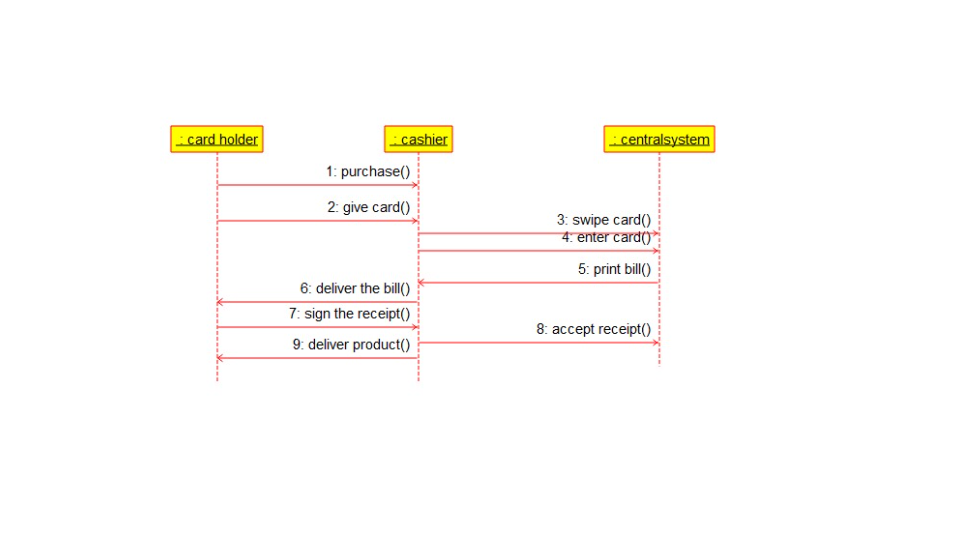 : card holder
: cashier
: centralsystem
1: purchase()
2: give card()
3: swipe card()
4: enter card()
5: print bill()
6: deliver the bill()
7: sign the receipt()
8: accept receipt()
9: deliver product()